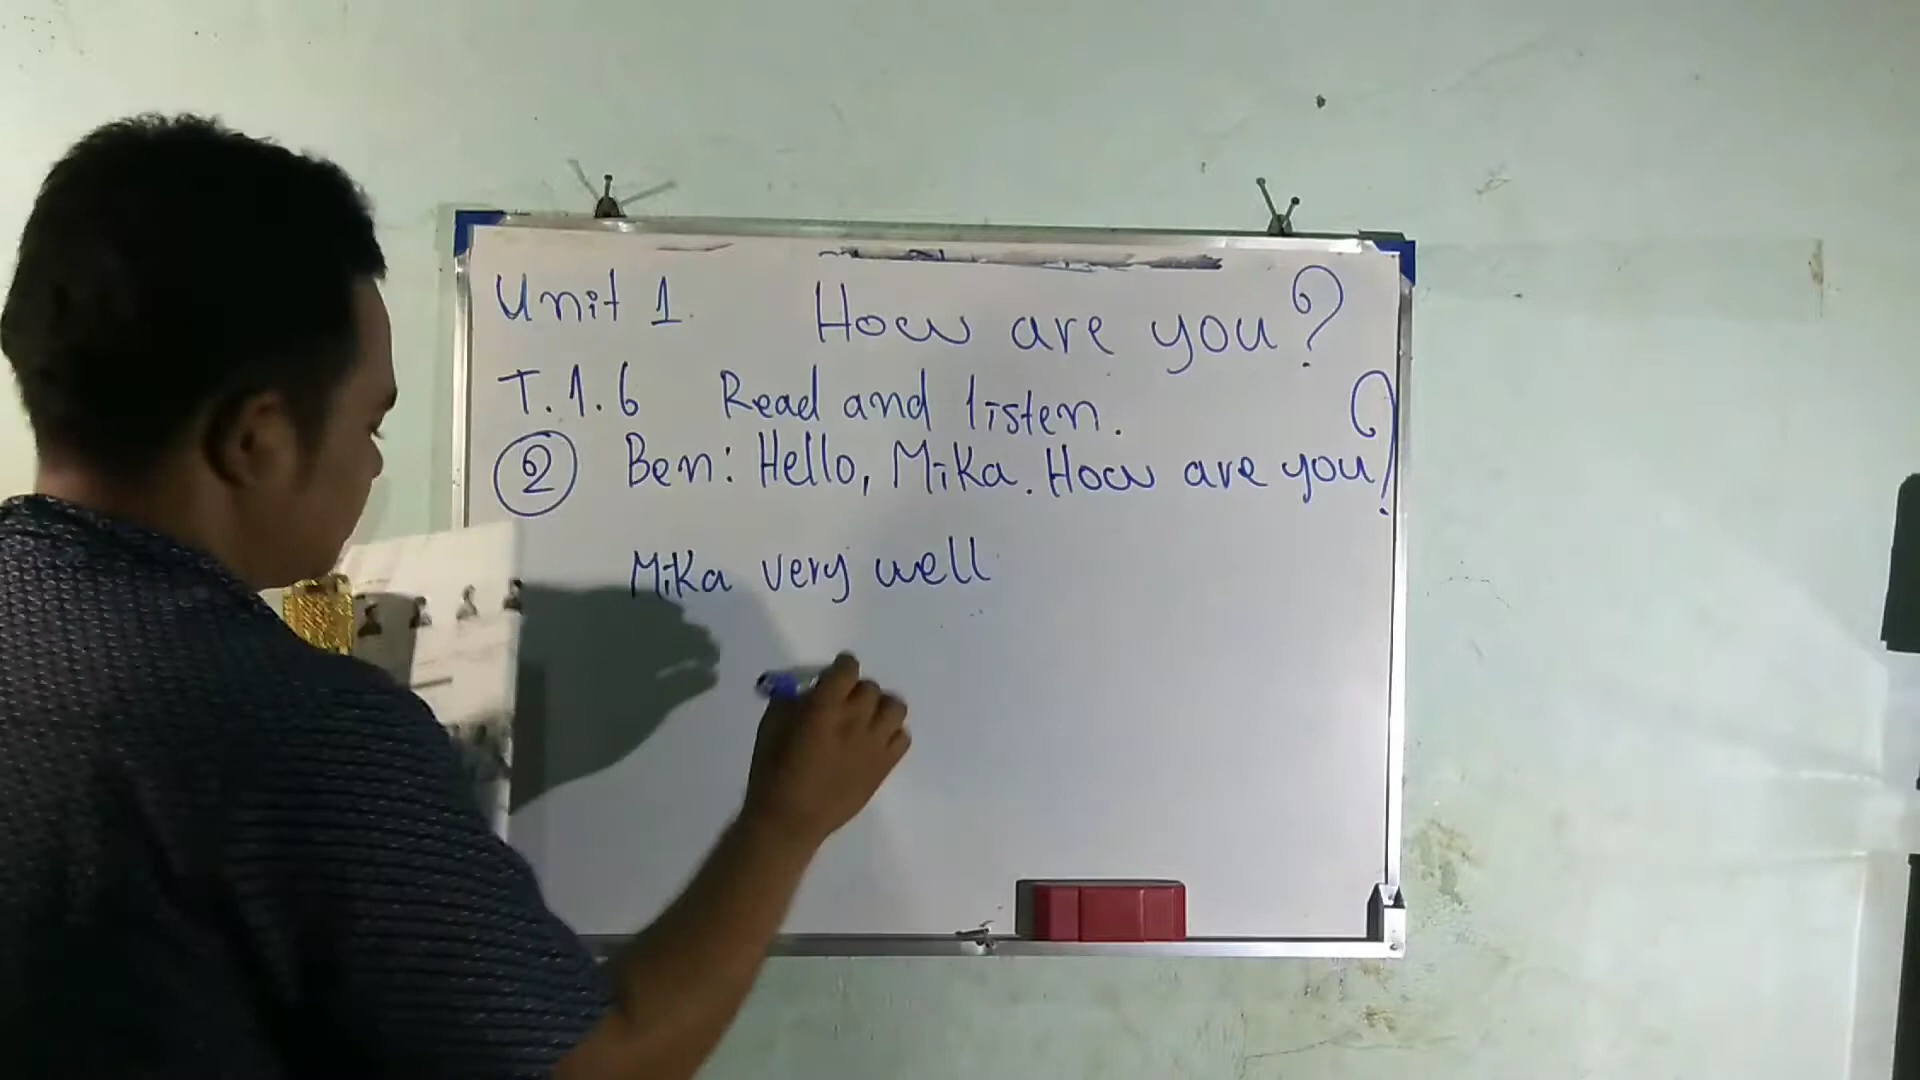 Unit 1. How are you?
T.1.6 Read and listen.
2 Ben: Hello, Mika. How are you?
Mika very well